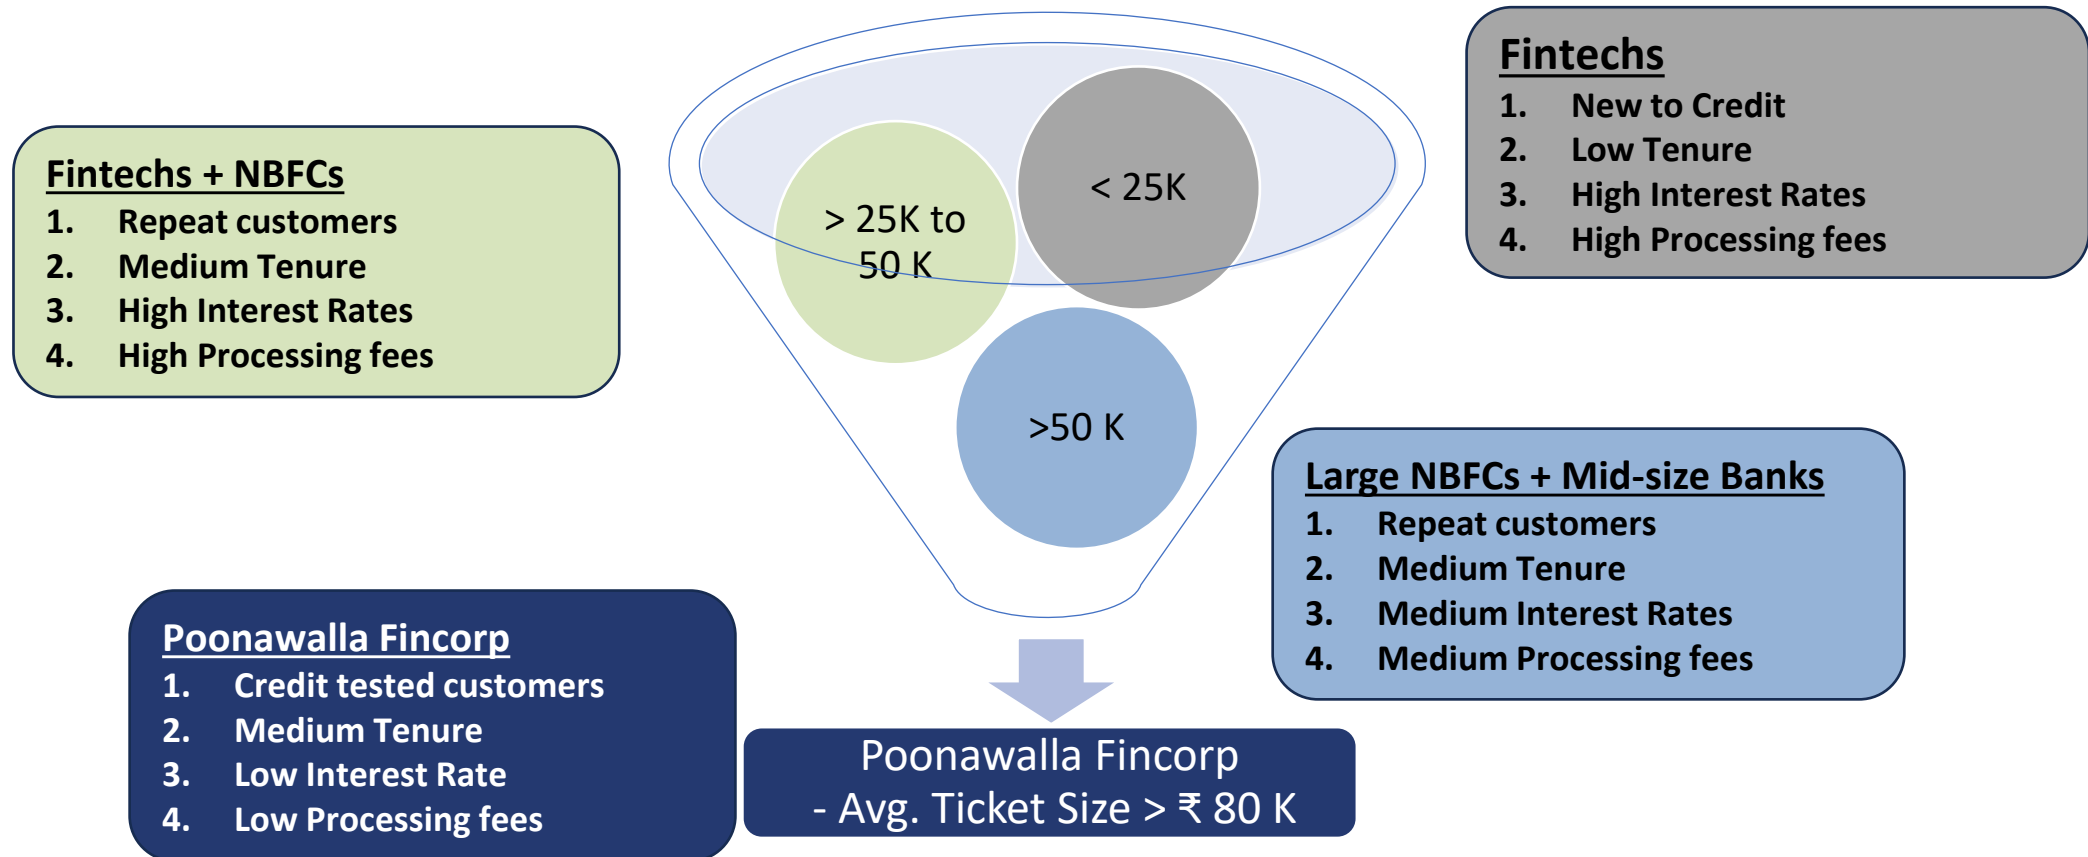 Fintechs + NBFCs
1. Repeat customers
2. Medium Tenure
3. High Interest Rates
4. High Processing fees
> 25K to
50 K
< 25K
>50 K
Fintechs
1. New to Credit
2. Low Tenure
3. High Interest Rates
4. High Processing fees
Large NBFCs + Mid-size Banks
1. Repeat customers
2. Medium Tenure
3. Medium Interest Rates
4. Medium Processing fees
Poonawalla Fincorp
1. Credit tested customers
2. Medium Tenure
3. Low Interest Rate
4. Low Processing fees
Poonawalla Fincorp
- Avg. Ticket Size > ₹ 80 K